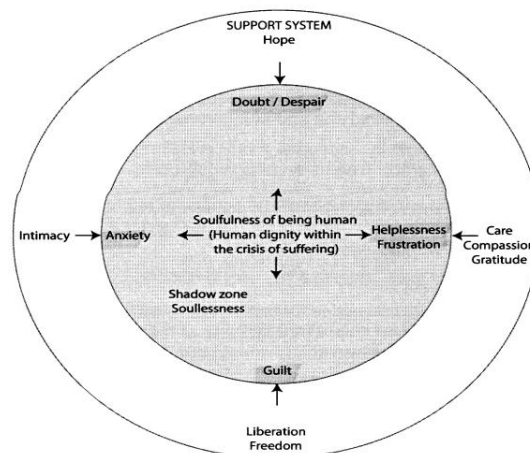 SUPPORT SYSTEM
Hope
Doubt / Despair
Soulfulness of being human
(Human dignity within
the crisis of suffering)
Intimacy
Anxiety
Helplessness
Frustration
Care
Compassion
Gratitude
Shadow zone
Soullessness
Guilt
Liberation
Freedom